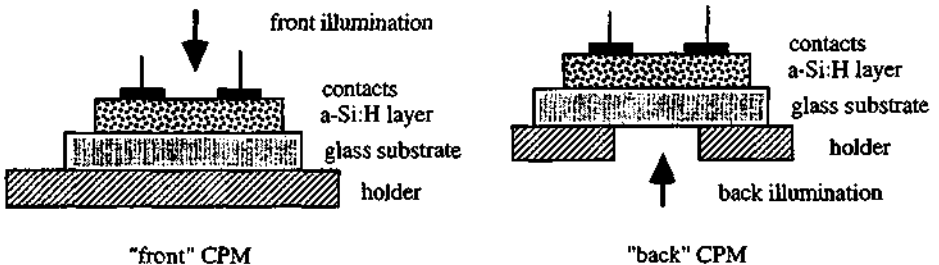 front illumination
contacts
a-Si:H layer
glass substrate
holder
"front" CPM
contacts
a-Si:H layer
glass substrate
holder
back illumination
"back" CPM